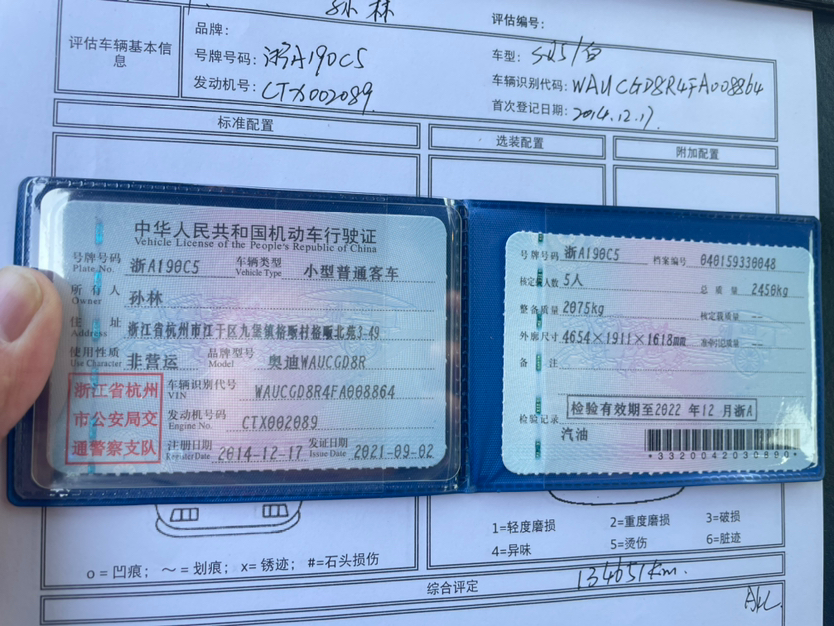 孙林
评估编号：
评估车辆基本信息
品牌：
号牌号码：浙A190C5
车型：SQ5/白
发动机号：CTX002089
车辆识别代码：WAUCGD8R4FA008864
首次登记日期：2014.12.17.
标准配置
选装配置
附加配置
中华人民共和国机动车行驶证
Vehicle License of the People's Republic of China
号牌号码 Plate No. 浙A190C5 车辆类型 Vehicle Type 小型普通客车
所有人 Owner 孙林
住址 Address 浙江省杭州市江干区九堡镇格畈村格畈北苑3-49
使用性质 Use Character 非营运 品牌型号 Model 奥迪WAUCGD8R
浙江省杭州市公安局交通警察支队
车辆识别代号 VIN WAUCGD8R4FA008864
发动机号码 Engine No. CTX002089
注册日期 Register Date 2014-12-17 发证日期 Issue Date 2021-09-02
号牌号码 浙A190C5 档案编号 040159330048
核定载人数 5人 总质量 2450kg
整备质量 2075kg 核定载质量 --
外廓尺寸 4654×1911×1618mm 准牵引总质量 --
备注
检验有效期至2022年12月浙A
检验记录
汽油
*3320042030890*
1=轻度磨损 2=重度磨损 3=破损
4=异味 5=烫伤 6=脏迹
o=凹痕； ～=划痕； x=锈迹； #=石头损伤
综合评定
134651km.